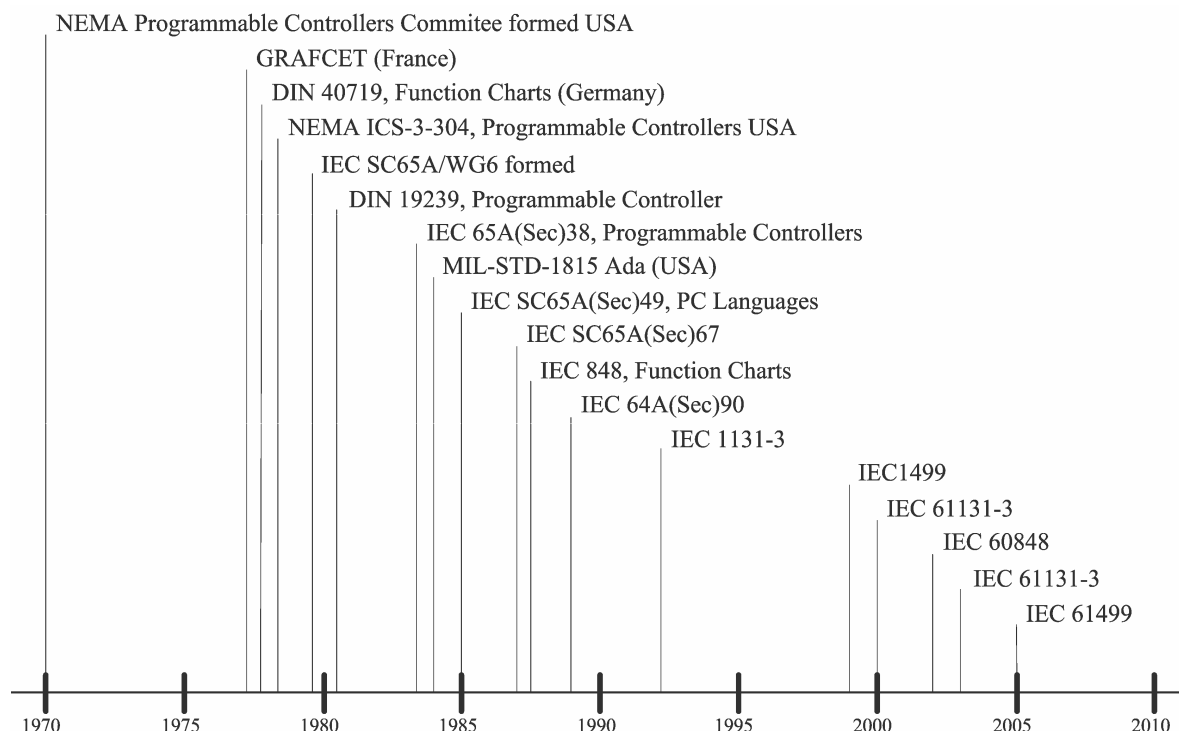 NEMA Programmable Controllers Commitee formed USA
GRAFCET (France)
DIN 40719, Function Charts (Germany)
NEMA ICS-3-304, Programmable Controllers USA
IEC SC65A/WG6 formed
DIN 19239, Programmable Controller
IEC 65A(Sec)38, Programmable Controllers
MIL-STD-1815 Ada (USA)
IEC SC65A(Sec)49, PC Languages
IEC SC65A(Sec)67
IEC 848, Function Charts
IEC 64A(Sec)90
IEC 1131-3
IEC1499
IEC 61131-3
IEC 60848
IEC 61131-3
IEC 61499
1970 1975 1980 1985 1990 1995 2000 2005 2010